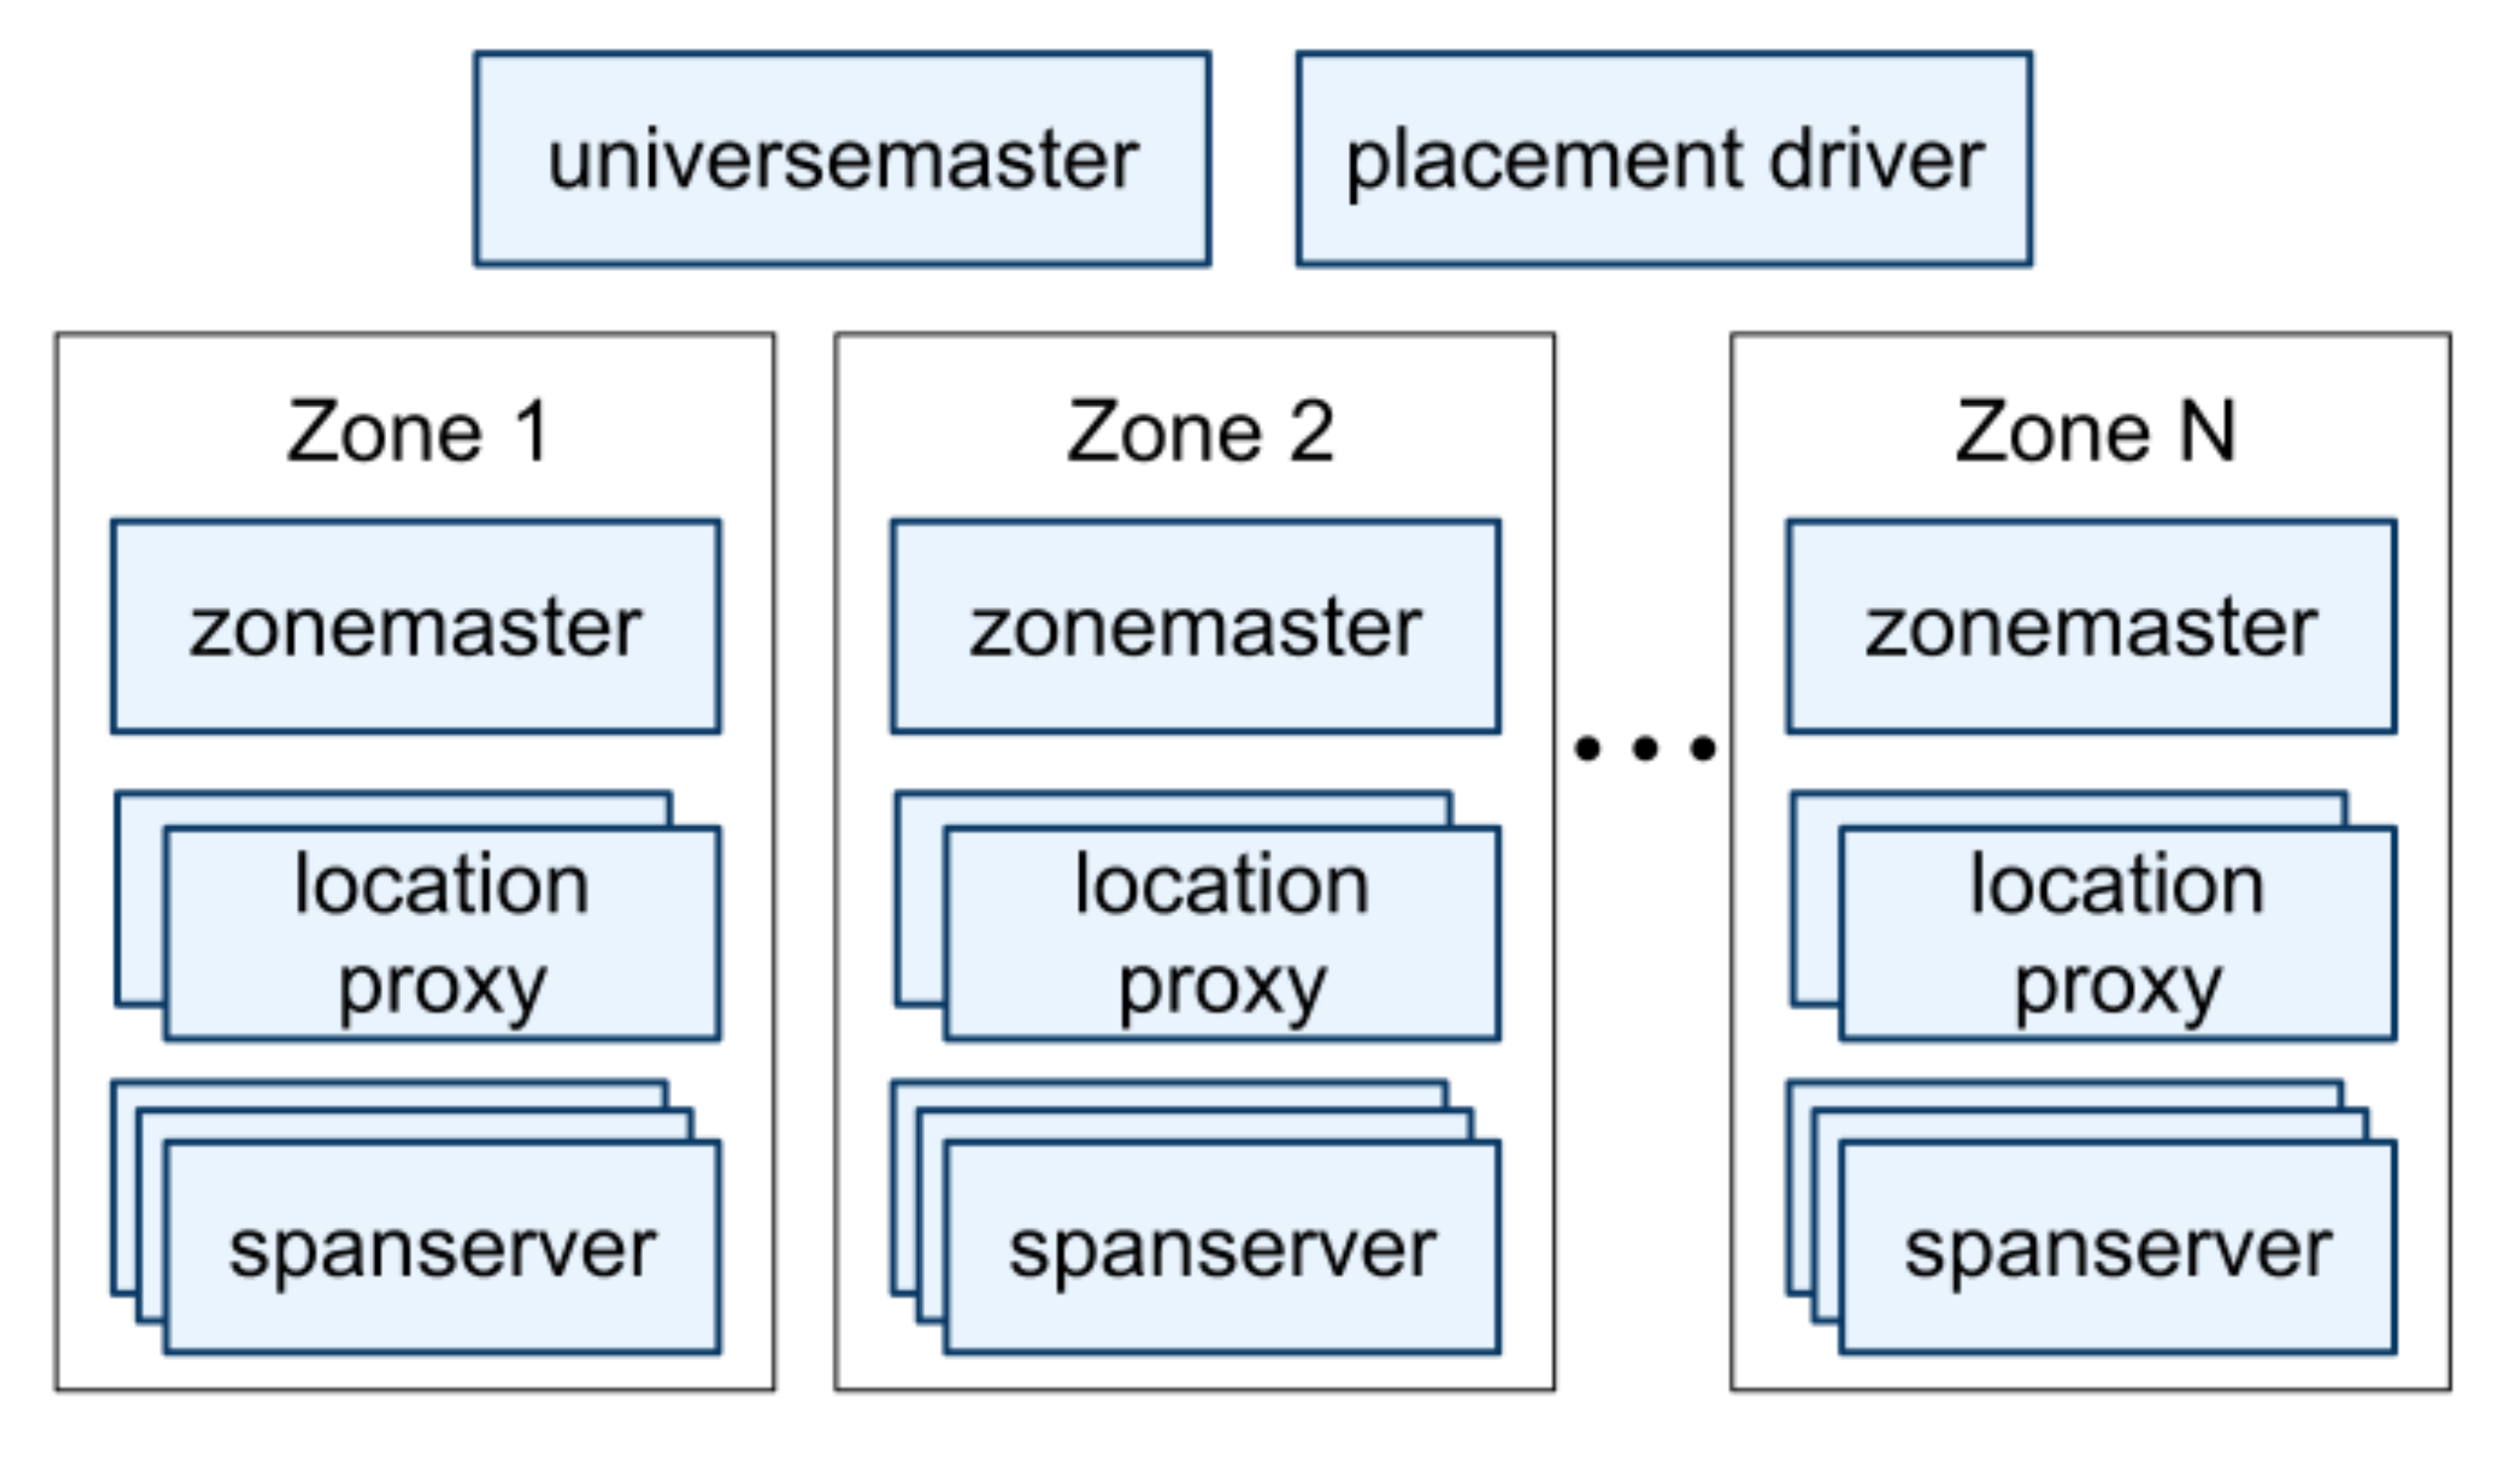 universemaster
placement driver
Zone 1
zonemaster
location
proxy
spanserver
Zone 2
zonemaster
location
proxy
spanserver
Zone N
zonemaster
location
proxy
spanserver